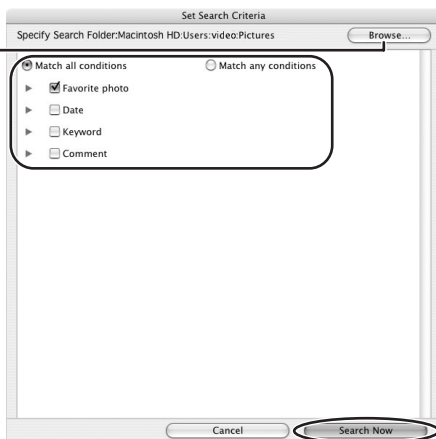 Set Search Criteria
Specify Search Folder:Macintosh HD:Users:video:Pictures Browse...
Match all conditions Match any conditions
Favorite photo
Date
Keyword
Comment
Cancel Search Now